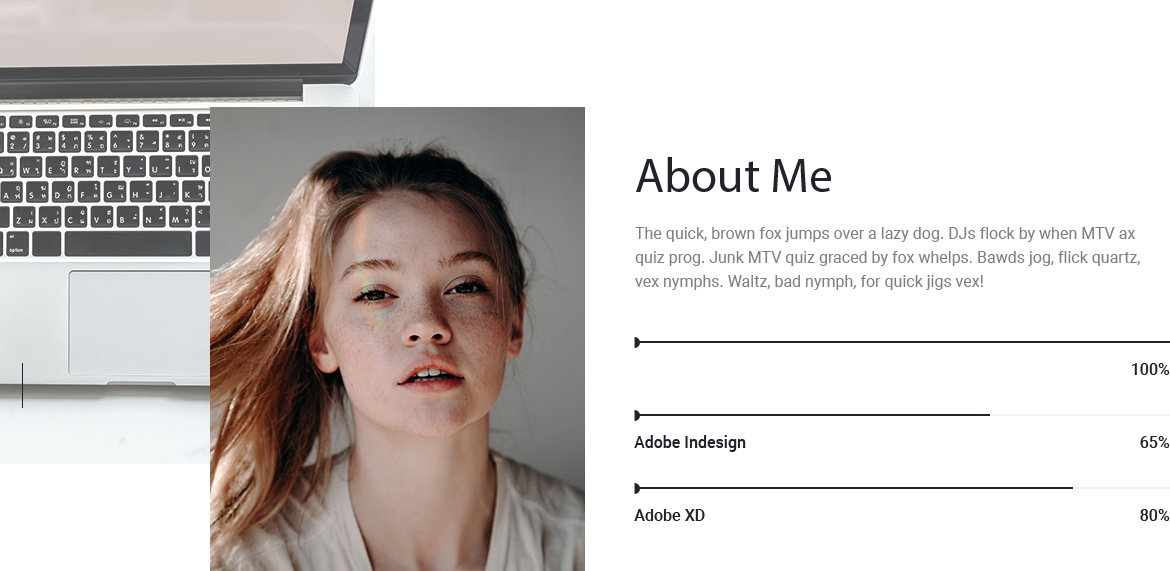 About Me
The quick, brown fox jumps over a lazy dog. DJs flock by when MTV ax
quiz prog. Junk MTV quiz graced by fox whelps. Bawds jog, flick quartz,
vex nymphs. Waltz, bad nymph, for quick jigs vex!
100%
Adobe Indesign 65%
Adobe XD 80%